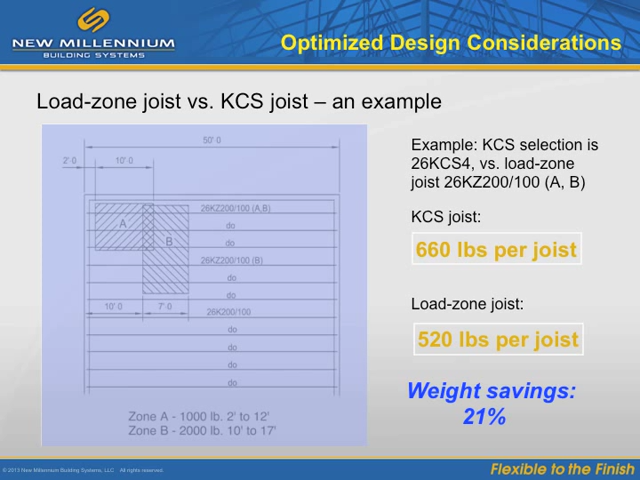 NEW MILLENNIUM
BUILDING SYSTEMS
Optimized Design Considerations
Load-zone joist vs. KCS joist – an example
50' 0
2' 0
10' 0
26KZ200/100 (A,B)
A
do
B
do
26KZ200/100 (B)
do
do
10' 0
7' 0
26K200/100
do
do
do
do
Zone A - 1000 lb. 2' to 12'
Zone B - 2000 lb. 10' to 17'
Example: KCS selection is
26KCS4, vs. load-zone
joist 26KZ200/100 (A, B)
KCS joist:
660 lbs per joist
Load-zone joist:
520 lbs per joist
Weight savings:
21%
© 2013 New Millennium Building Systems, LLC All rights reserved.
Flexible to the Finish